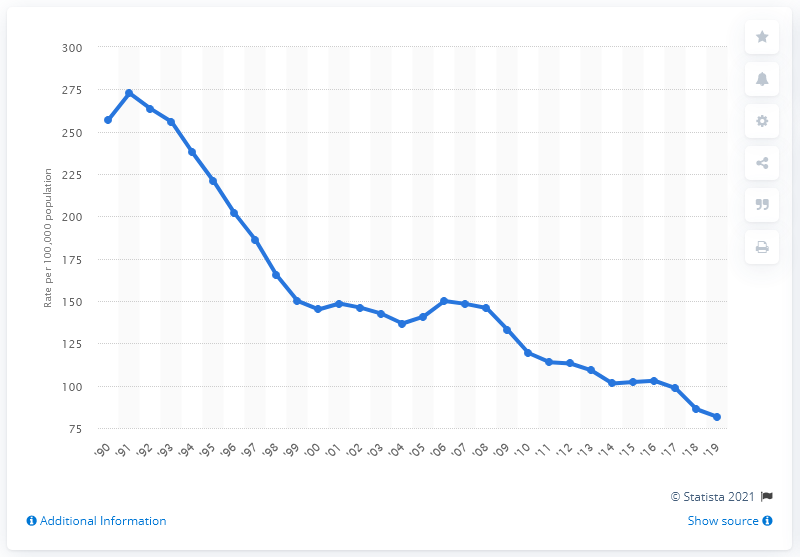 300
275
250
225
200
175
150
125
100
75
Rate per 100,000 population
'90 '91 '92 '93 '94 '95 '96 '97 '98 '99 '00 '01 '02 '03 '04 '05 '06 '07 '08 '09 '10 '11 '12 '13 '14 '15 '16 '17 '18 '19
© Statista 2021
Additional Information
Show source